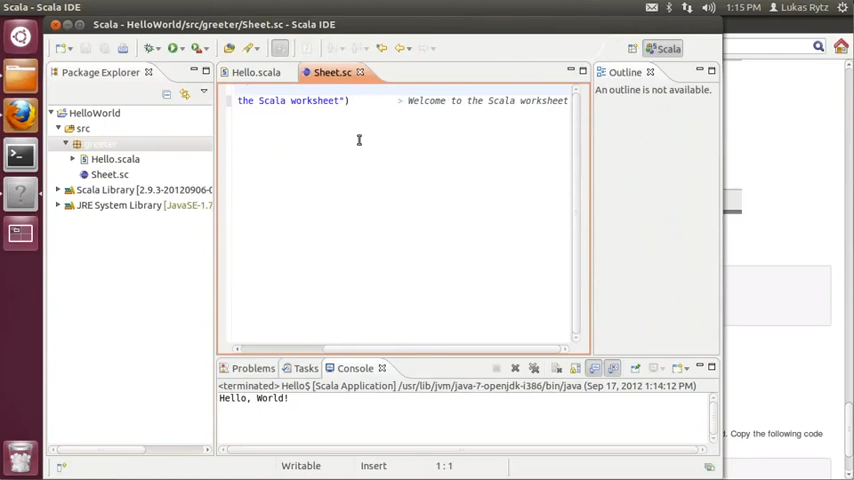 Scala IDE
1:15 PM
Lukas Rytz
Scala - HelloWorld/src/greeter/Sheet.sc - Scala IDE
Scala
Package Explorer
Hello.scala
Sheet.sc
Outline
An outline is not available.
HelloWorld
src
greeter
Hello.scala
Sheet.sc
Scala Library [2.9.3-20120906-0
JRE System Library [JavaSE-1.7
the Scala worksheet")
> Welcome to the Scala worksheet
Problems
Tasks
Console
<terminated> Hello$ [Scala Application] /usr/lib/jvm/java-7-openjdk-i386/bin/java (Sep 17, 2012 1:14:12 PM)
Hello, World!
Writable
Insert
1:1
d. Copy the following code